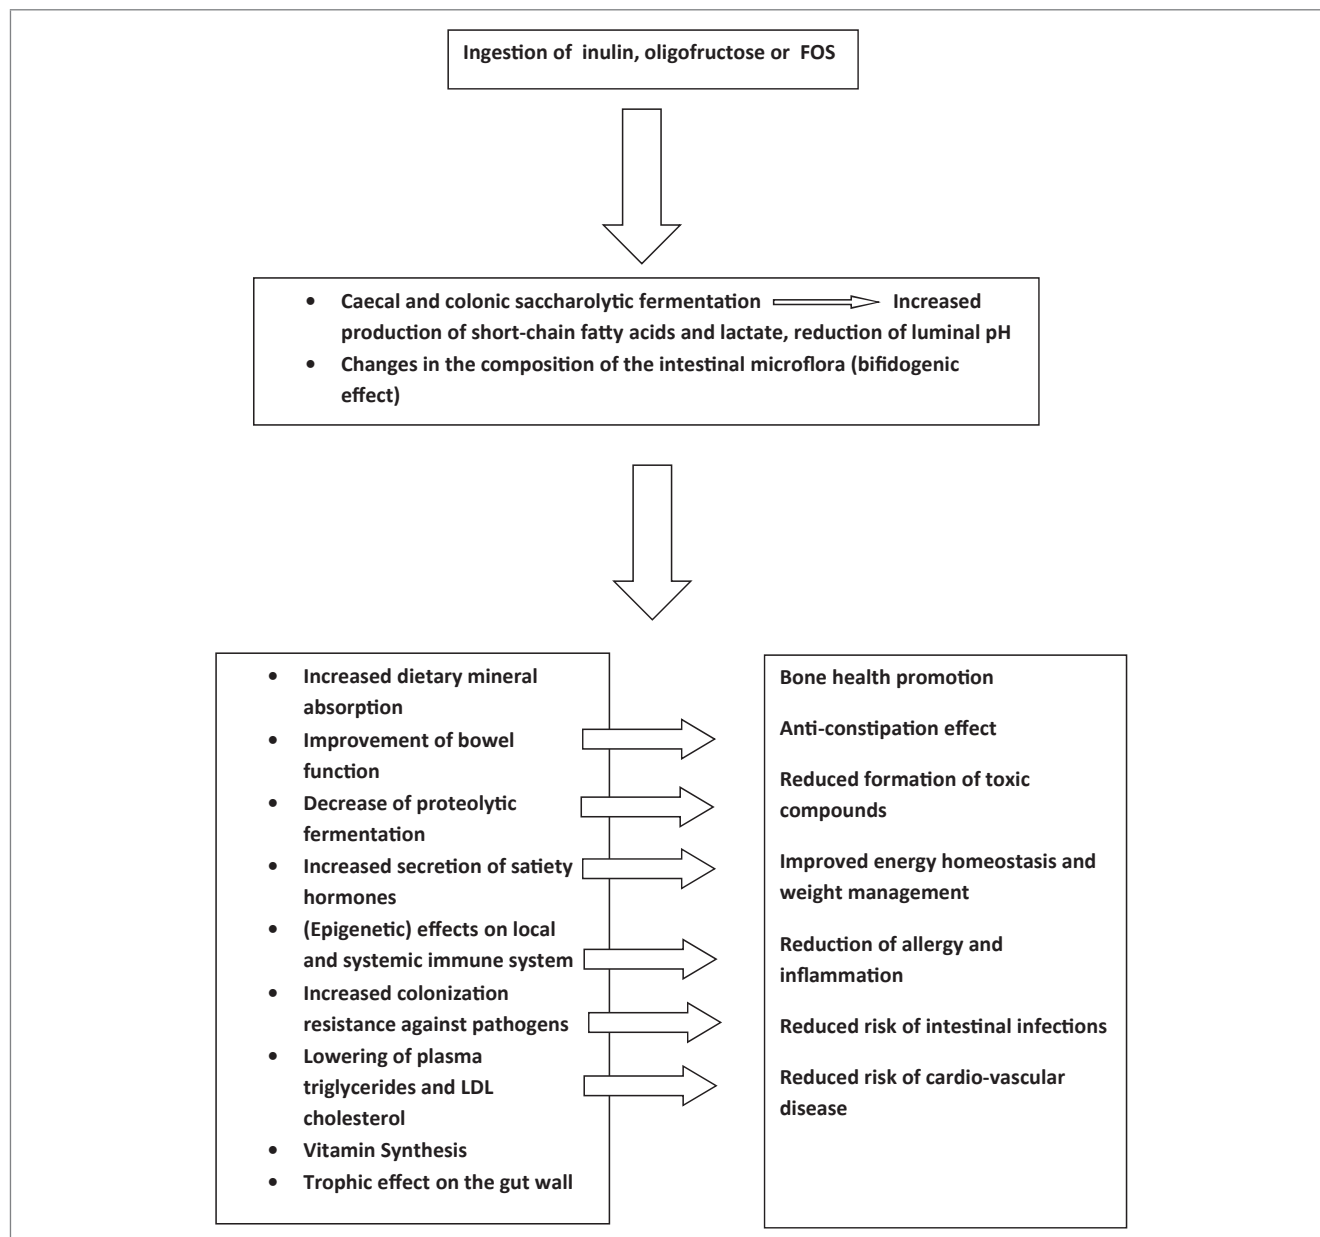 Ingestion of inulin, oligofructose or FOS
• Caecal and colonic saccharolytic fermentation Increased
production of short-chain fatty acids and lactate, reduction of luminal pH
• Changes in the composition of the intestinal microflora (bifidogenic
effect)
• Increased dietary mineral
absorption
• Improvement of bowel
function
• Decrease of proteolytic
fermentation
• Increased secretion of satiety
hormones
• (Epigenetic) effects on local
and systemic immune system
• Increased colonization
resistance against pathogens
• Lowering of plasma
triglycerides and LDL
cholesterol
• Vitamin Synthesis
• Trophic effect on the gut wall
Bone health promotion
Anti-constipation effect
Reduced formation of toxic
compounds
Improved energy homeostasis and
weight management
Reduction of allergy and
inflammation
Reduced risk of intestinal infections
Reduced risk of cardio-vascular
disease